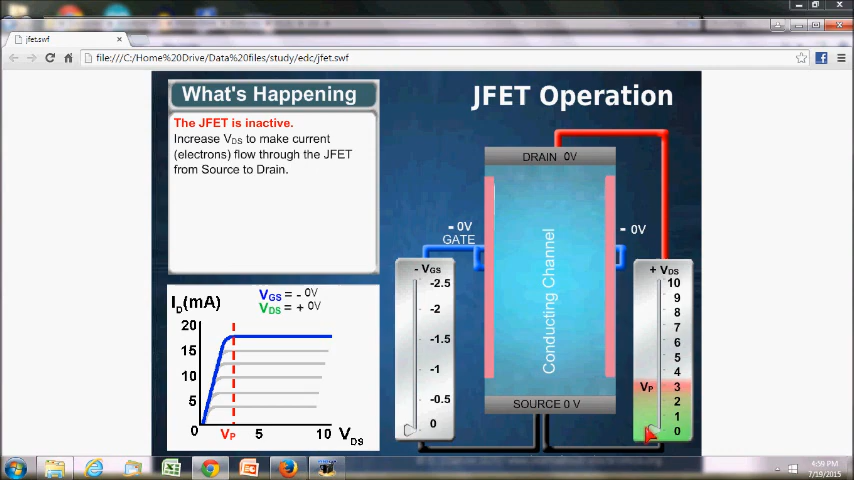 jfet.swf
file:///C:/Home%20Drive/Data%20files/study/edc/jfet.swf
What's Happening
The JFET is inactive.
Increase VDS to make current
(electrons) flow through the JFET
from Source to Drain.
JFET Operation
DRAIN 0V
- 0V
GATE
- 0V
Conducting Channel
SOURCE 0 V
- VGS
-2.5
-2
-1.5
-1
-0.5
0
+ VDS
10
9
8
7
6
5
4
VP 3
2
1
0
ID(mA)
VGS = - 0V
VDS = + 0V
20
15
10
5
0
VP
5
10
VDS
4:59 PM
7/19/2015